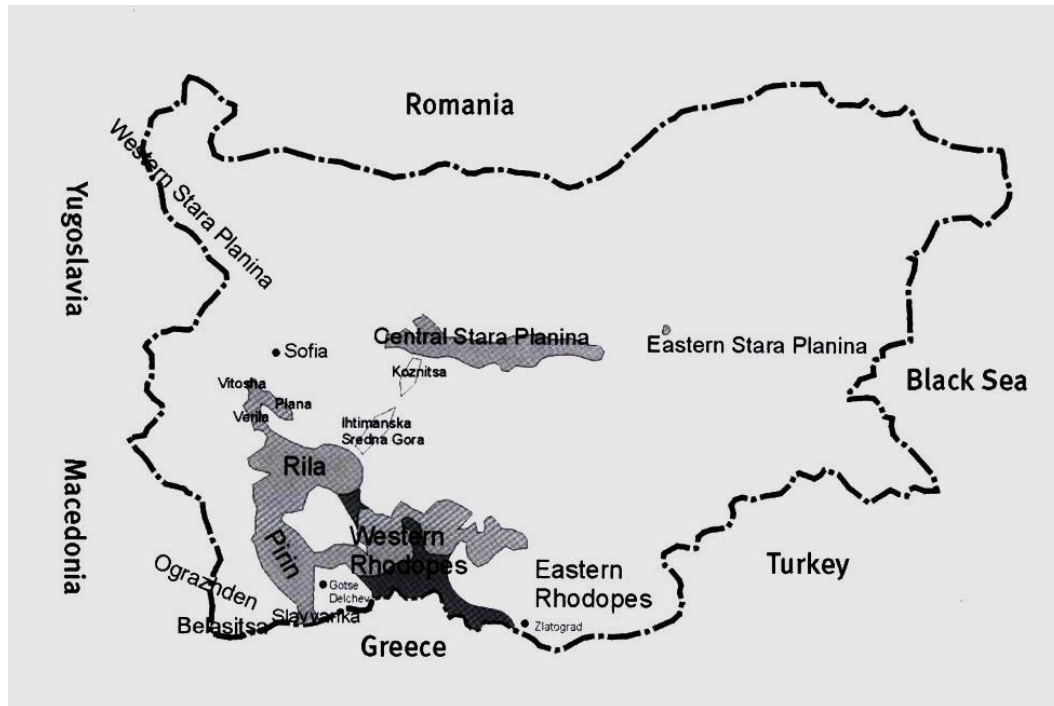 Romania
Western Stara Planina
Yugoslavia
Sofia
Central Stara Planina
Eastern Stara Planina
Koznitsa
Black Sea
Vitosha
Plana
Verila
Ihtimanska
Sredna Gora
Rila
Macedonia
Pirin
Western
Rhodopes
Turkey
Ograzhden
Gotse
Delchev
Eastern
Rhodopes
Belasitsa
Slavyanka
Zlatograd
Greece